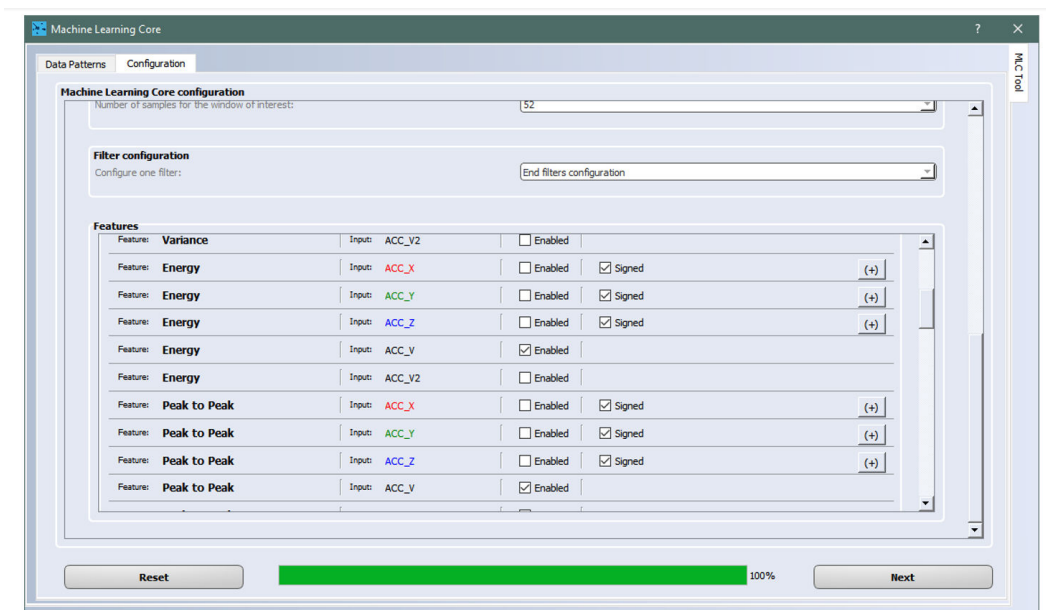 Machine Learning Core ? ×
Data Patterns Configuration
MLC Tool
Machine Learning Core configuration
Number of samples for the window of interest: 52
Filter configuration
Configure one filter: End filters configuration
Features
Feature: Variance Input: ACC_V2 Enabled
Feature: Energy Input: ACC_X Enabled Signed (+)
Feature: Energy Input: ACC_Y Enabled Signed (+)
Feature: Energy Input: ACC_Z Enabled Signed (+)
Feature: Energy Input: ACC_V Enabled
Feature: Energy Input: ACC_V2 Enabled
Feature: Peak to Peak Input: ACC_X Enabled Signed (+)
Feature: Peak to Peak Input: ACC_Y Enabled Signed (+)
Feature: Peak to Peak Input: ACC_Z Enabled Signed (+)
Feature: Peak to Peak Input: ACC_V Enabled
Reset 100% Next